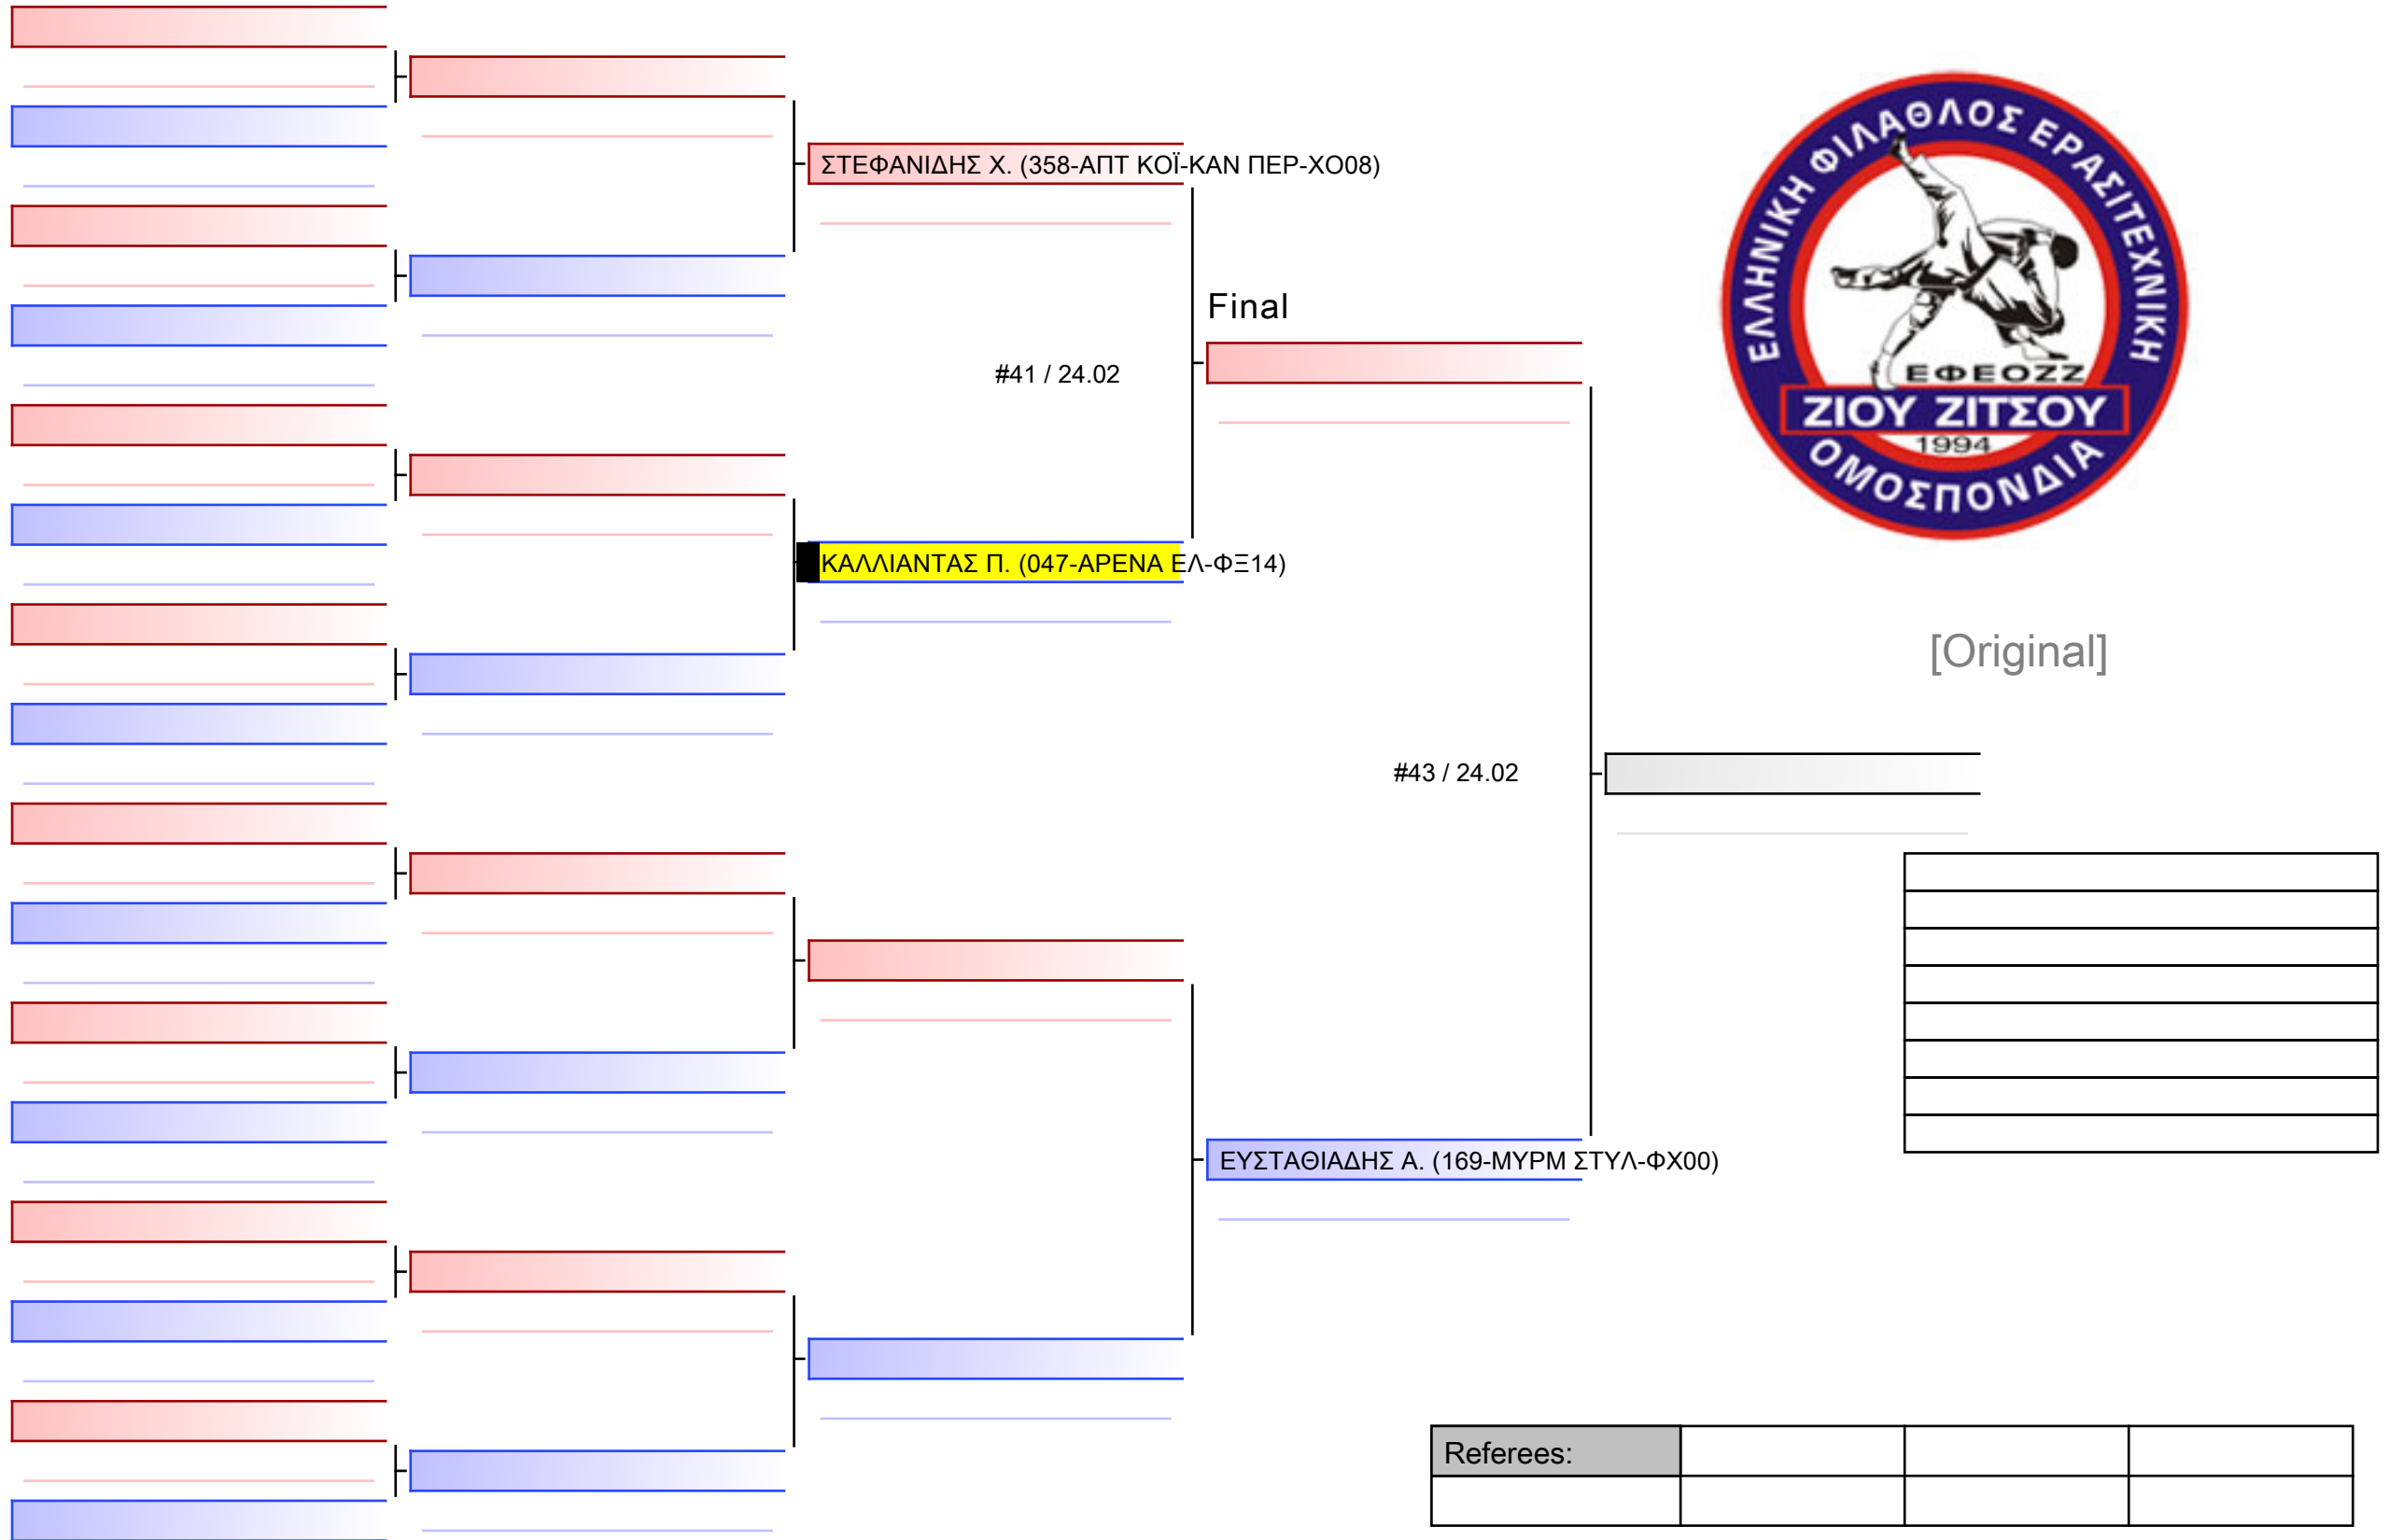 ΣΤΕΦΑΝΙΔΗΣ Χ. (358-ΑΠΤ ΚΟΪ-ΚΑΝ ΠΕΡ-ΧΟ08)
Final
#41 / 24.02
ΚΑΛΛΙΑΝΤΑΣ Π. (047-ΑΡΕΝΑ ΕΛ-ΦΞ14)
#43 / 24.02
ΕΥΣΤΑΘΙΑΔΗΣ Α. (169-ΜΥΡΜ ΣΤΥΛ-ΦΧ00)
ΕΛΛΗΝΙΚΗ ΦΙΛΑΘΛΟΣ ΕΡΑΣΙΤΕΧΝΙΚΗ
ΕΦΕΟΖΖ
ΖΙΟΥ ΖΙΤΣΟΥ
1994
ΟΜΟΣΠΟΝΔΙΑ
[Original]
Referees: